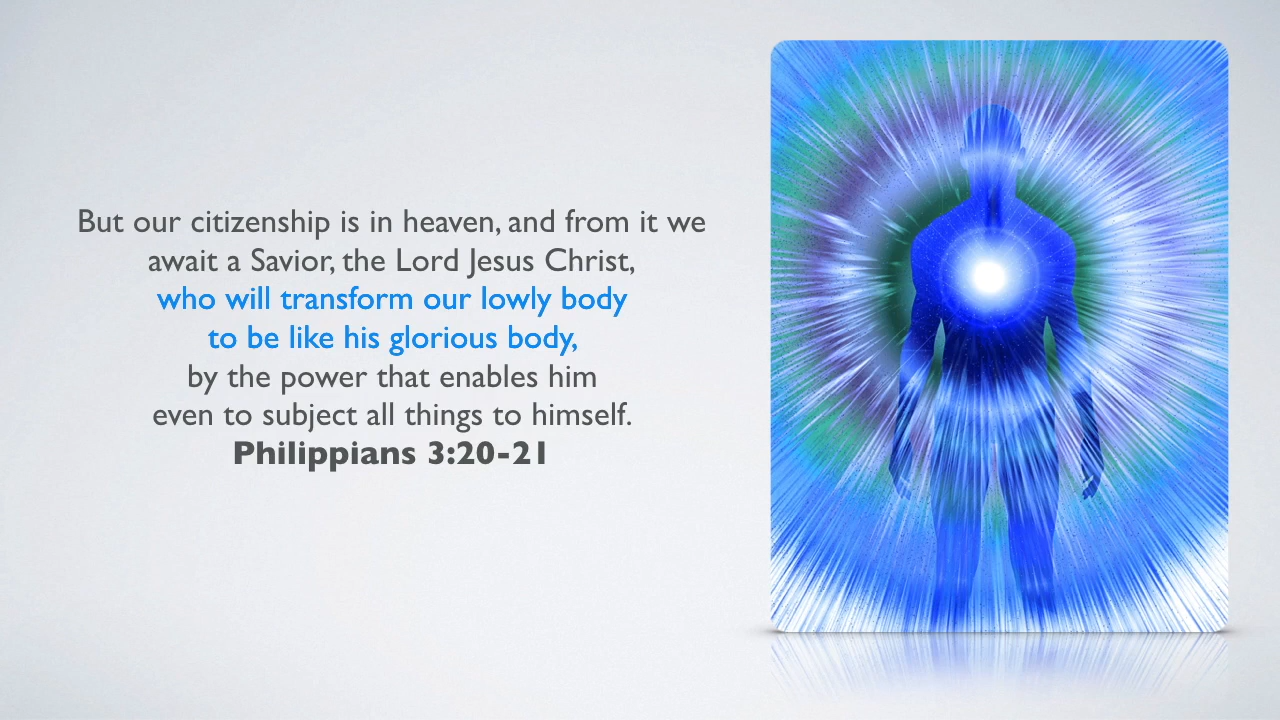 But our citizenship is in heaven, and from it we
await a Savior, the Lord Jesus Christ,
who will transform our lowly body
to be like his glorious body,
by the power that enables him
even to subject all things to himself.
Philippians 3:20-21